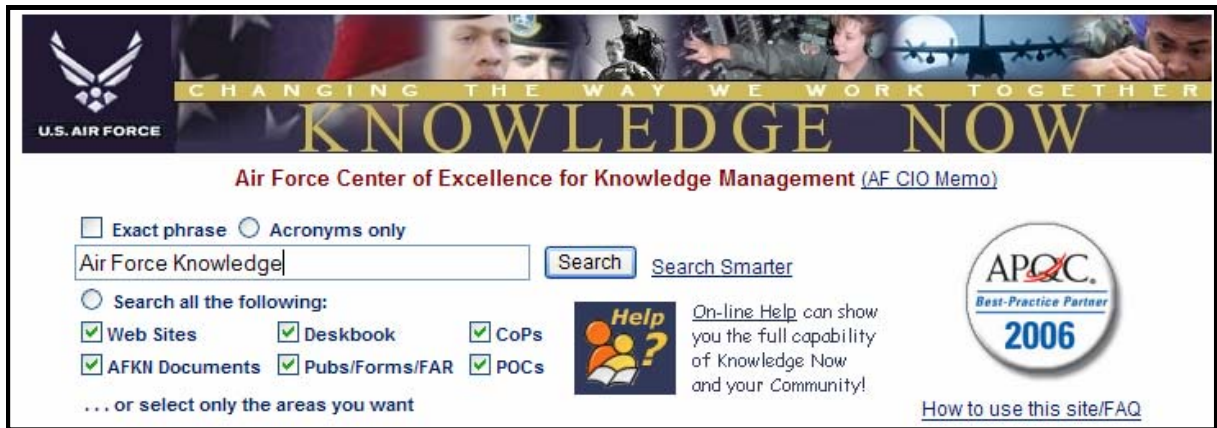 CHANGING THE WAY WE WORK TOGETHER
U.S. AIR FORCE
KNOWLEDGE NOW
Air Force Center of Excellence for Knowledge Management (AF CIO Memo)
Exact phrase Acronyms only
Air Force Knowledge
Search
Search Smarter
Search all the following:
Web Sites Deskbook CoPs
AFKN Documents Pubs/Forms/FAR POCs
... or select only the areas you want
Help
?
On-line Help can show
you the full capability
of Knowledge Now
and your Community!
APQC.
Best-Practice Partner
2006
How to use this site/FAQ